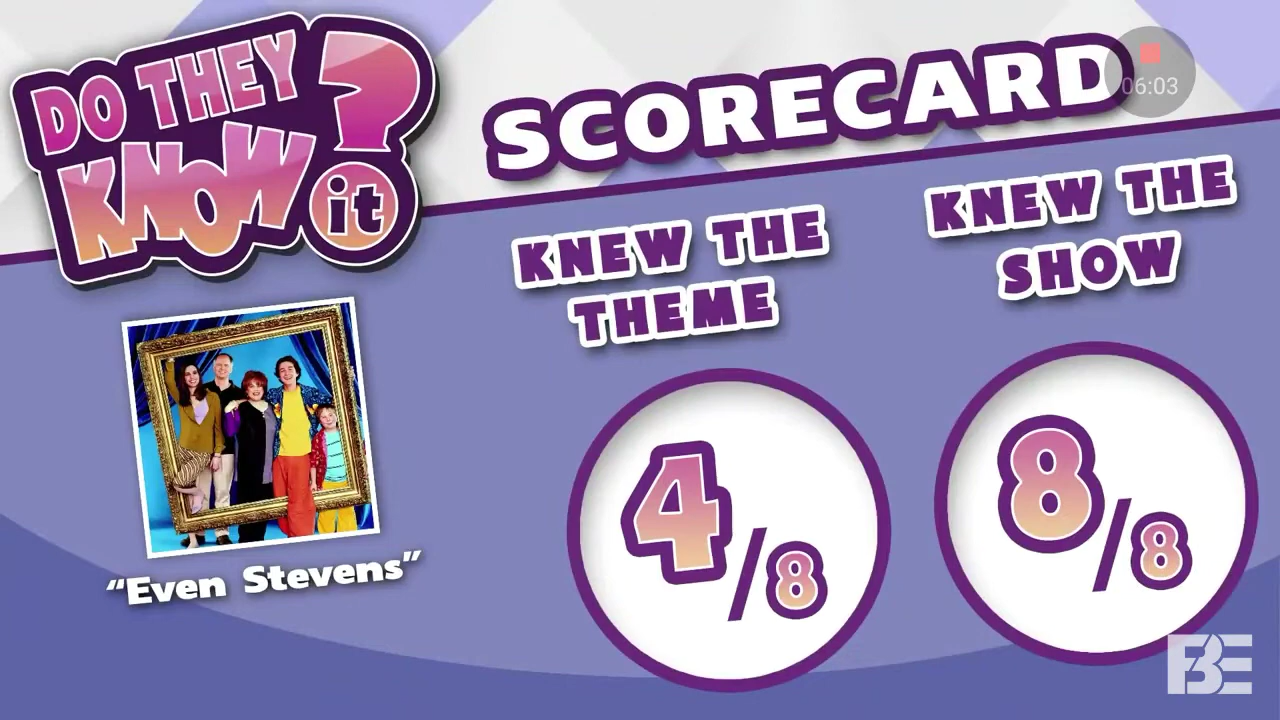 DO THEY
KNOW it?
SCORECARD
06:03
KNEW THE
THEME
KNEW THE
SHOW
4/8
8/8
“Even Stevens”
FBE